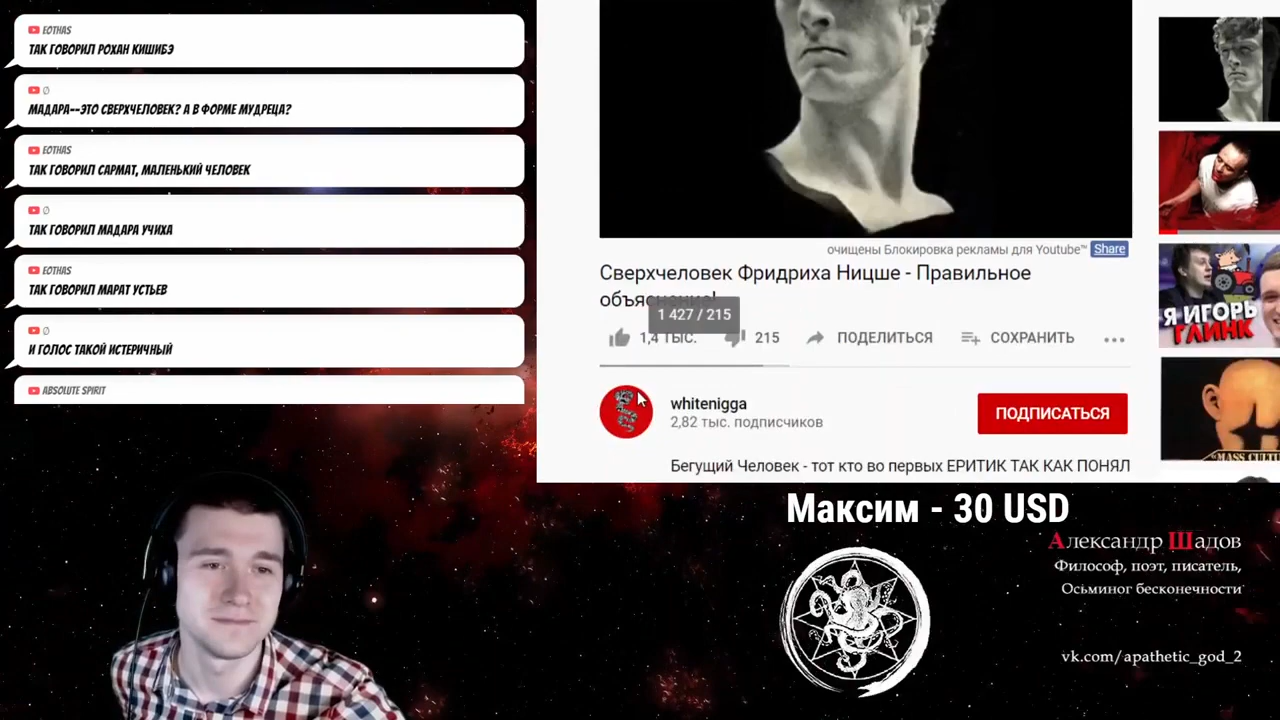 EOTHAS
ТАК ГОВОРИЛ РОХАН КИШИБЭ
Ø
МАДАРА--ЭТО СВЕРХЧЕЛОВЕК? А В ФОРМЕ МУДРЕЦА?
EOTHAS
ТАК ГОВОРИЛ САРМАТ, МАЛЕНЬКИЙ ЧЕЛОВЕК
Ø
ТАК ГОВОРИЛ МАДАРА УЧИХА
EOTHAS
ТАК ГОВОРИЛ МАРАТ УСТЬЕВ
Ø
И ГОЛОС ТАКОЙ ИСТЕРИЧНЫЙ
ABSOLUTE SPIRIT
очищены Блокировка рекламы для Youtube™ Share
Сверхчеловек Фридриха Ницше - Правильное
объяснение!
1 427 / 215
1,4 ТЫС. 215 ПОДЕЛИТЬСЯ СОХРАНИТЬ
whitenigga
2,82 тыс. подписчиков
ПОДПИСАТЬСЯ
Бегущий Человек - тот кто во первых ЕРИТИК ТАК КАК ПОНЯЛ
Я ИГОРЬ
ГЛИНК
"MASS CULTU
Максим - 30 USD
Александр Шадов
Философ, поэт, писатель,
Осьминог бесконечности
vk.com/apathetic_god_2